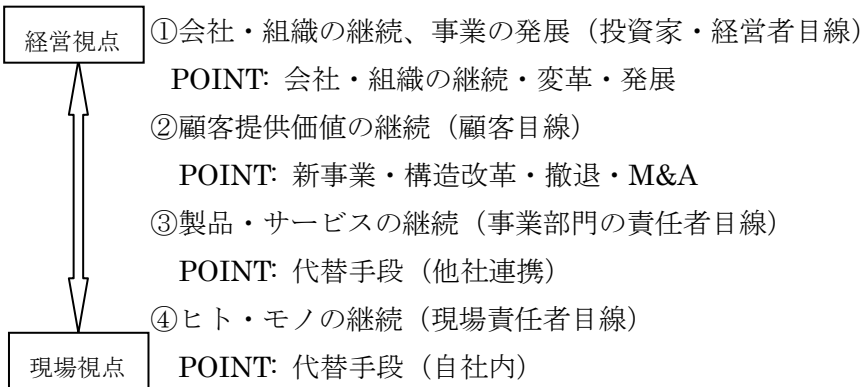 経営視点
①会社・組織の継続、事業の発展（投資家・経営者目線）
POINT: 会社・組織の継続・変革・発展
②顧客提供価値の継続（顧客目線）
POINT: 新事業・構造改革・撤退・M&A
③製品・サービスの継続（事業部門の責任者目線）
POINT: 代替手段（他社連携）
④ヒト・モノの継続（現場責任者目線）
現場視点
POINT: 代替手段（自社内）